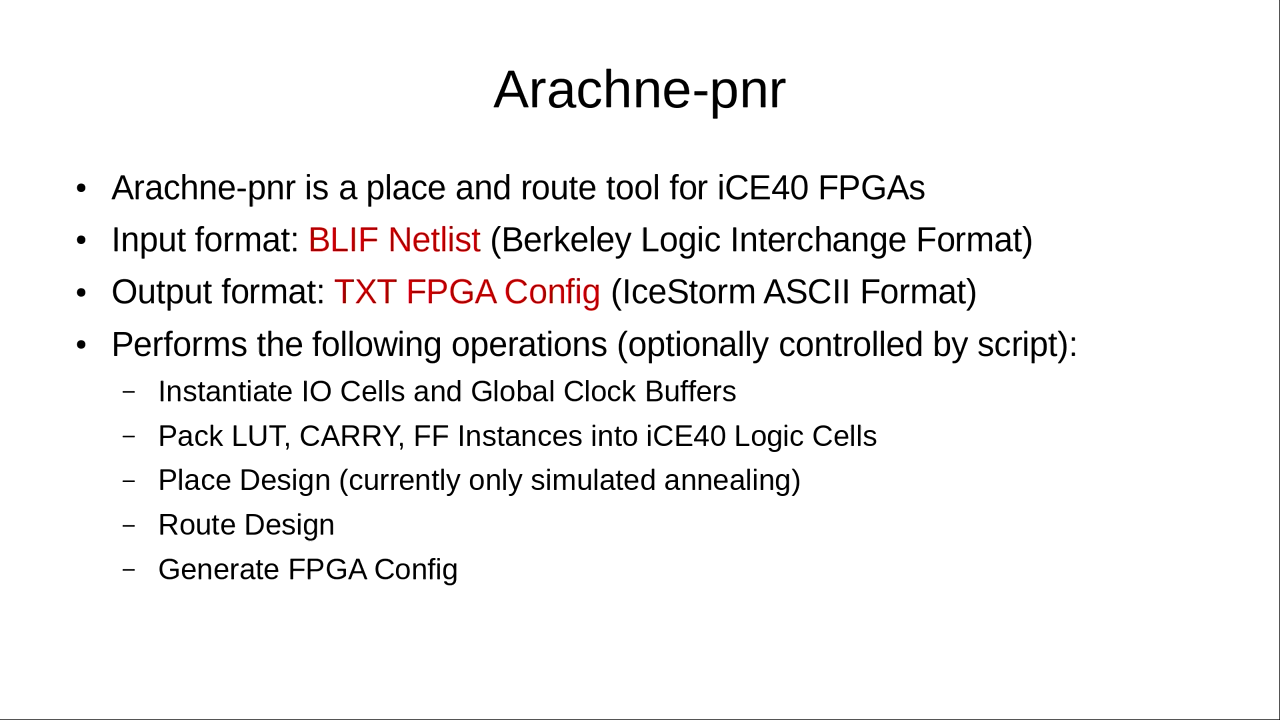 Arachne-pnr
• Arachne-pnr is a place and route tool for iCE40 FPGAs
• Input format: BLIF Netlist (Berkeley Logic Interchange Format)
• Output format: TXT FPGA Config (IceStorm ASCII Format)
• Performs the following operations (optionally controlled by script):
– Instantiate IO Cells and Global Clock Buffers
– Pack LUT, CARRY, FF Instances into iCE40 Logic Cells
– Place Design (currently only simulated annealing)
– Route Design
– Generate FPGA Config